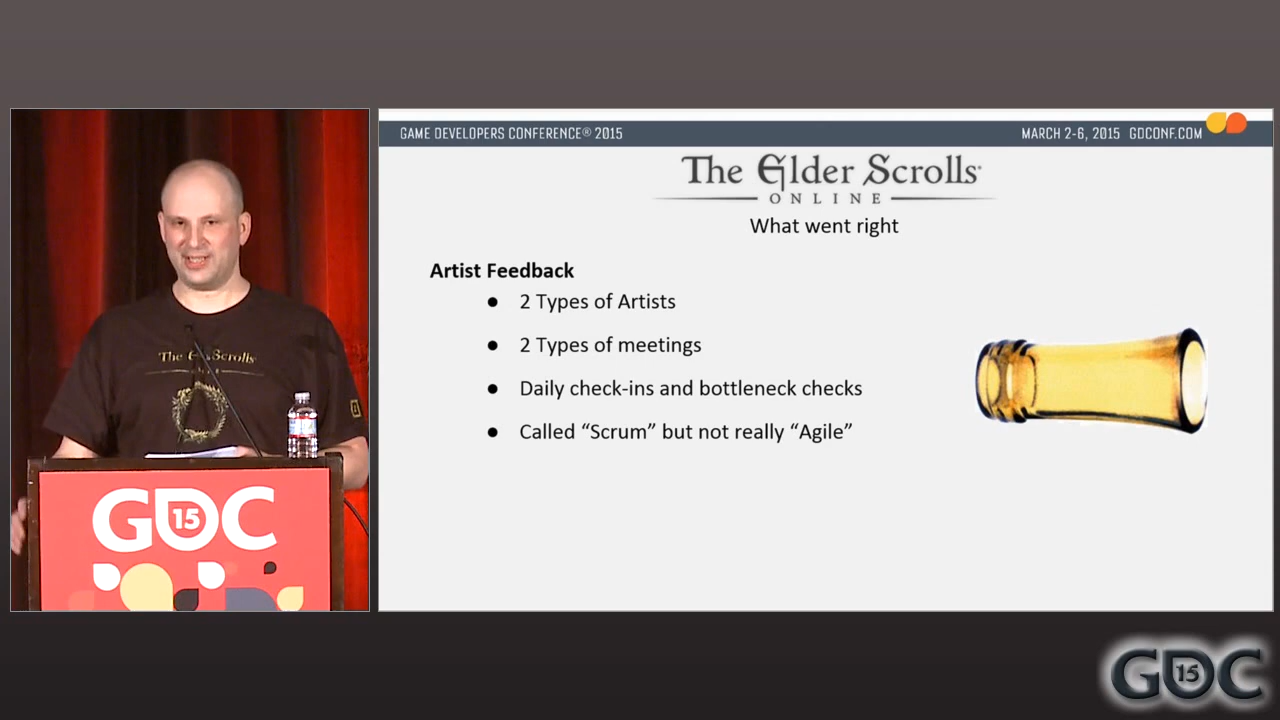 GAME DEVELOPERS CONFERENCE® 2015
MARCH 2-6, 2015 GDCONF.COM
The Elder Scrolls
ONLINE
What went right
Artist Feedback
● 2 Types of Artists
● 2 Types of meetings
● Daily check-ins and bottleneck checks
● Called “Scrum” but not really “Agile”
The Scrolls
GDC
15
GDC
15